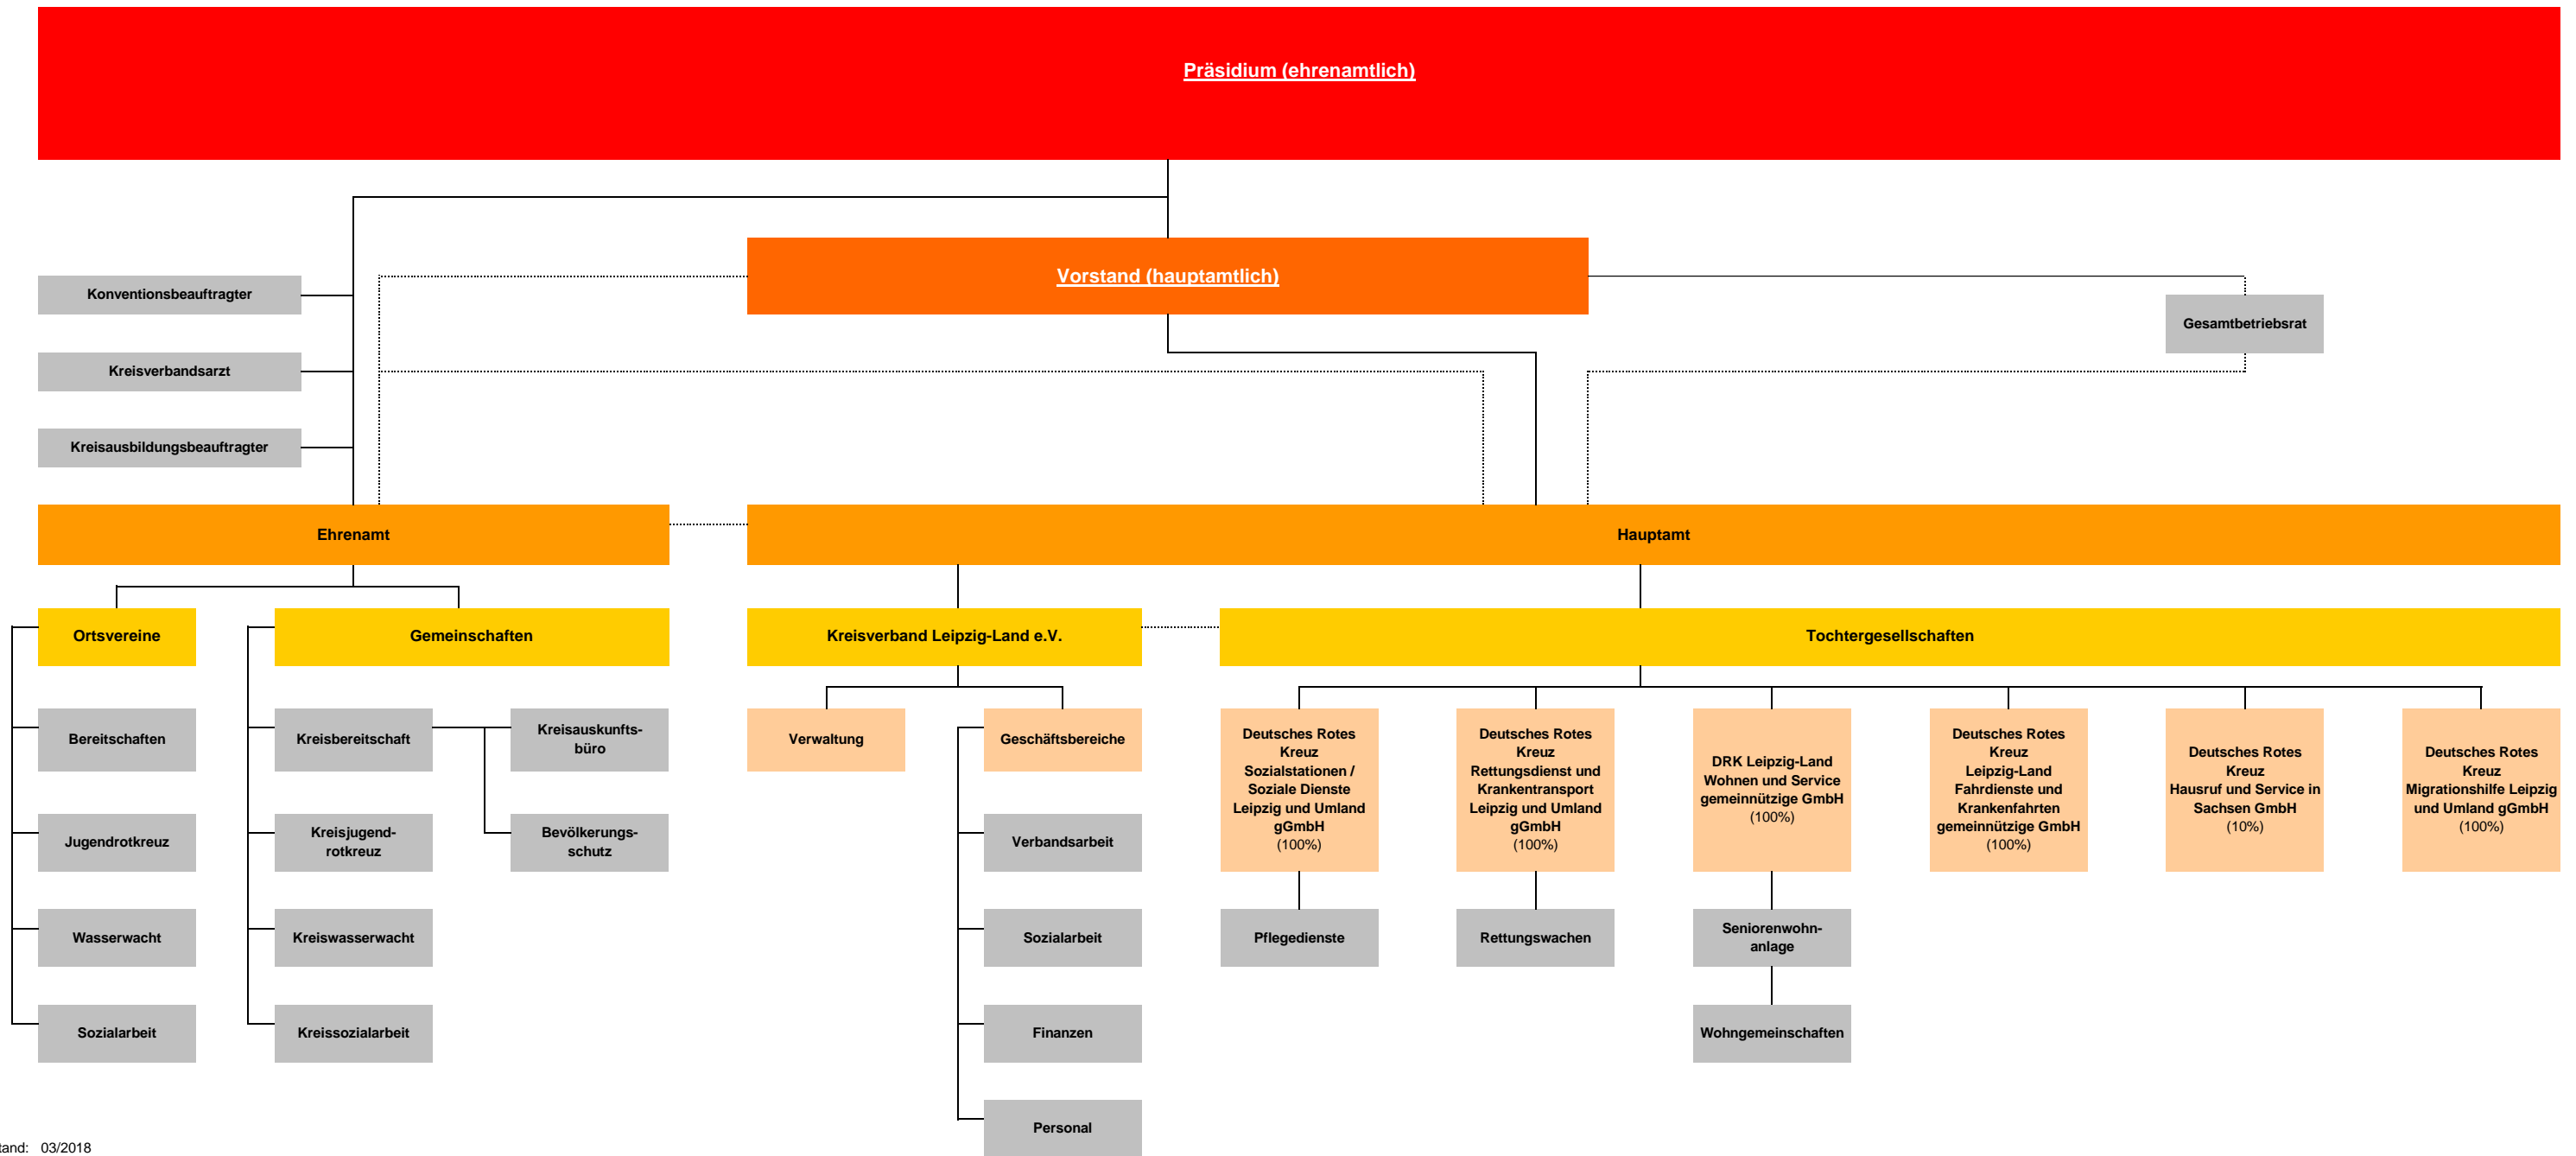 Präsidium (ehrenamtlich)
Vorstand (hauptamtlich)
Konventionsbeauftragter
Gesamtbetriebsrat
Kreisverbandsarzt
Kreisausbildungsbeauftragter
Ehrenamt
Hauptamt
Ortsvereine
Gemeinschaften
Kreisverband Leipzig-Land e.V.
Tochtergesellschaften
Bereitschaften
Jugendrotkreuz
Wasserwacht
Sozialarbeit
Kreisbereitschaft
Kreisjugend-
rotkreuz
Kreiswasserwacht
Kreissozialarbeit
Kreisauskunfts-
büro
Bevölkerungs-
schutz
Verwaltung
Geschäftsbereiche
Verbandsarbeit
Sozialarbeit
Finanzen
Personal
Deutsches Rotes
Kreuz
Sozialstationen /
Soziale Dienste
Leipzig und Umland
gGmbH
(100%)
Pflegedienste
Deutsches Rotes
Kreuz
Rettungsdienst und
Krankentransport
Leipzig und Umland
gGmbH
(100%)
Rettungswachen
DRK Leipzig-Land
Wohnen und Service
gemeinnützige GmbH
(100%)
Seniorenwohn-
anlage
Wohngemeinschaften
Deutsches Rotes
Kreuz
Leipzig-Land
Fahrdienste und
Krankenfahrten
gemeinnützige GmbH
(100%)
Deutsches Rotes
Kreuz
Hausruf und Service in
Sachsen GmbH
(10%)
Deutsches Rotes
Kreuz
Migrationshilfe Leipzig
und Umland gGmbH
(100%)
tand: 03/2018